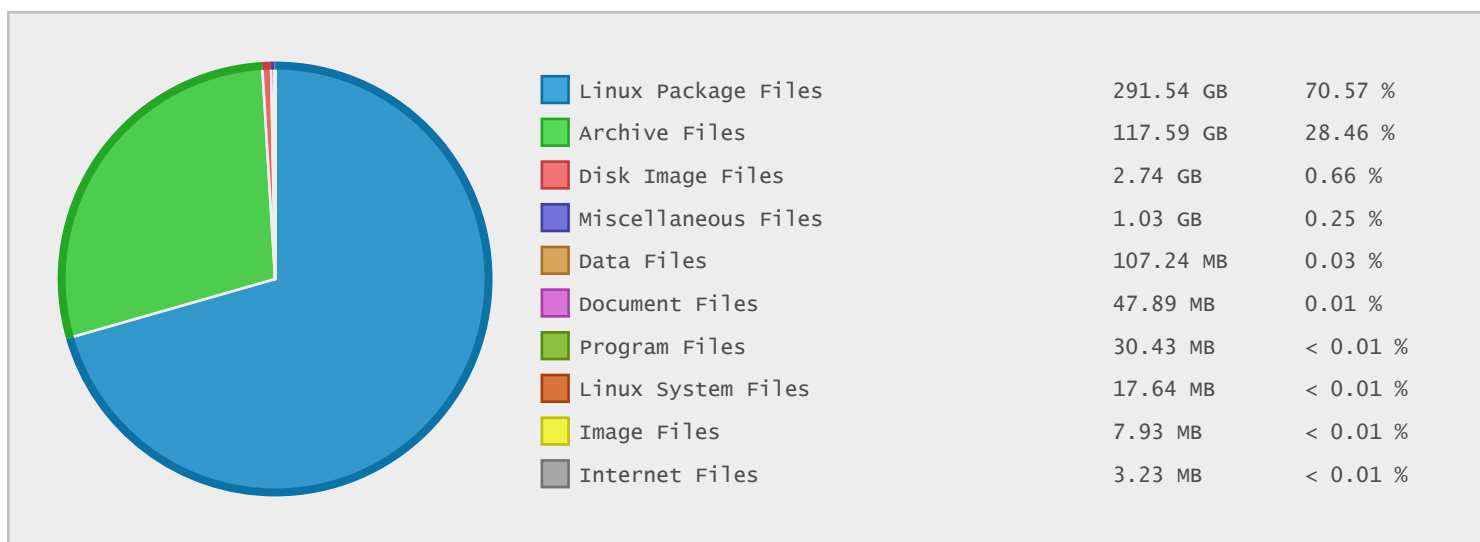 Linux Package Files 291.54 GB 70.57 %
Archive Files 117.59 GB 28.46 %
Disk Image Files 2.74 GB 0.66 %
Miscellaneous Files 1.03 GB 0.25 %
Data Files 107.24 MB 0.03 %
Document Files 47.89 MB 0.01 %
Program Files 30.43 MB < 0.01 %
Linux System Files 17.64 MB < 0.01 %
Image Files 7.93 MB < 0.01 %
Internet Files 3.23 MB < 0.01 %